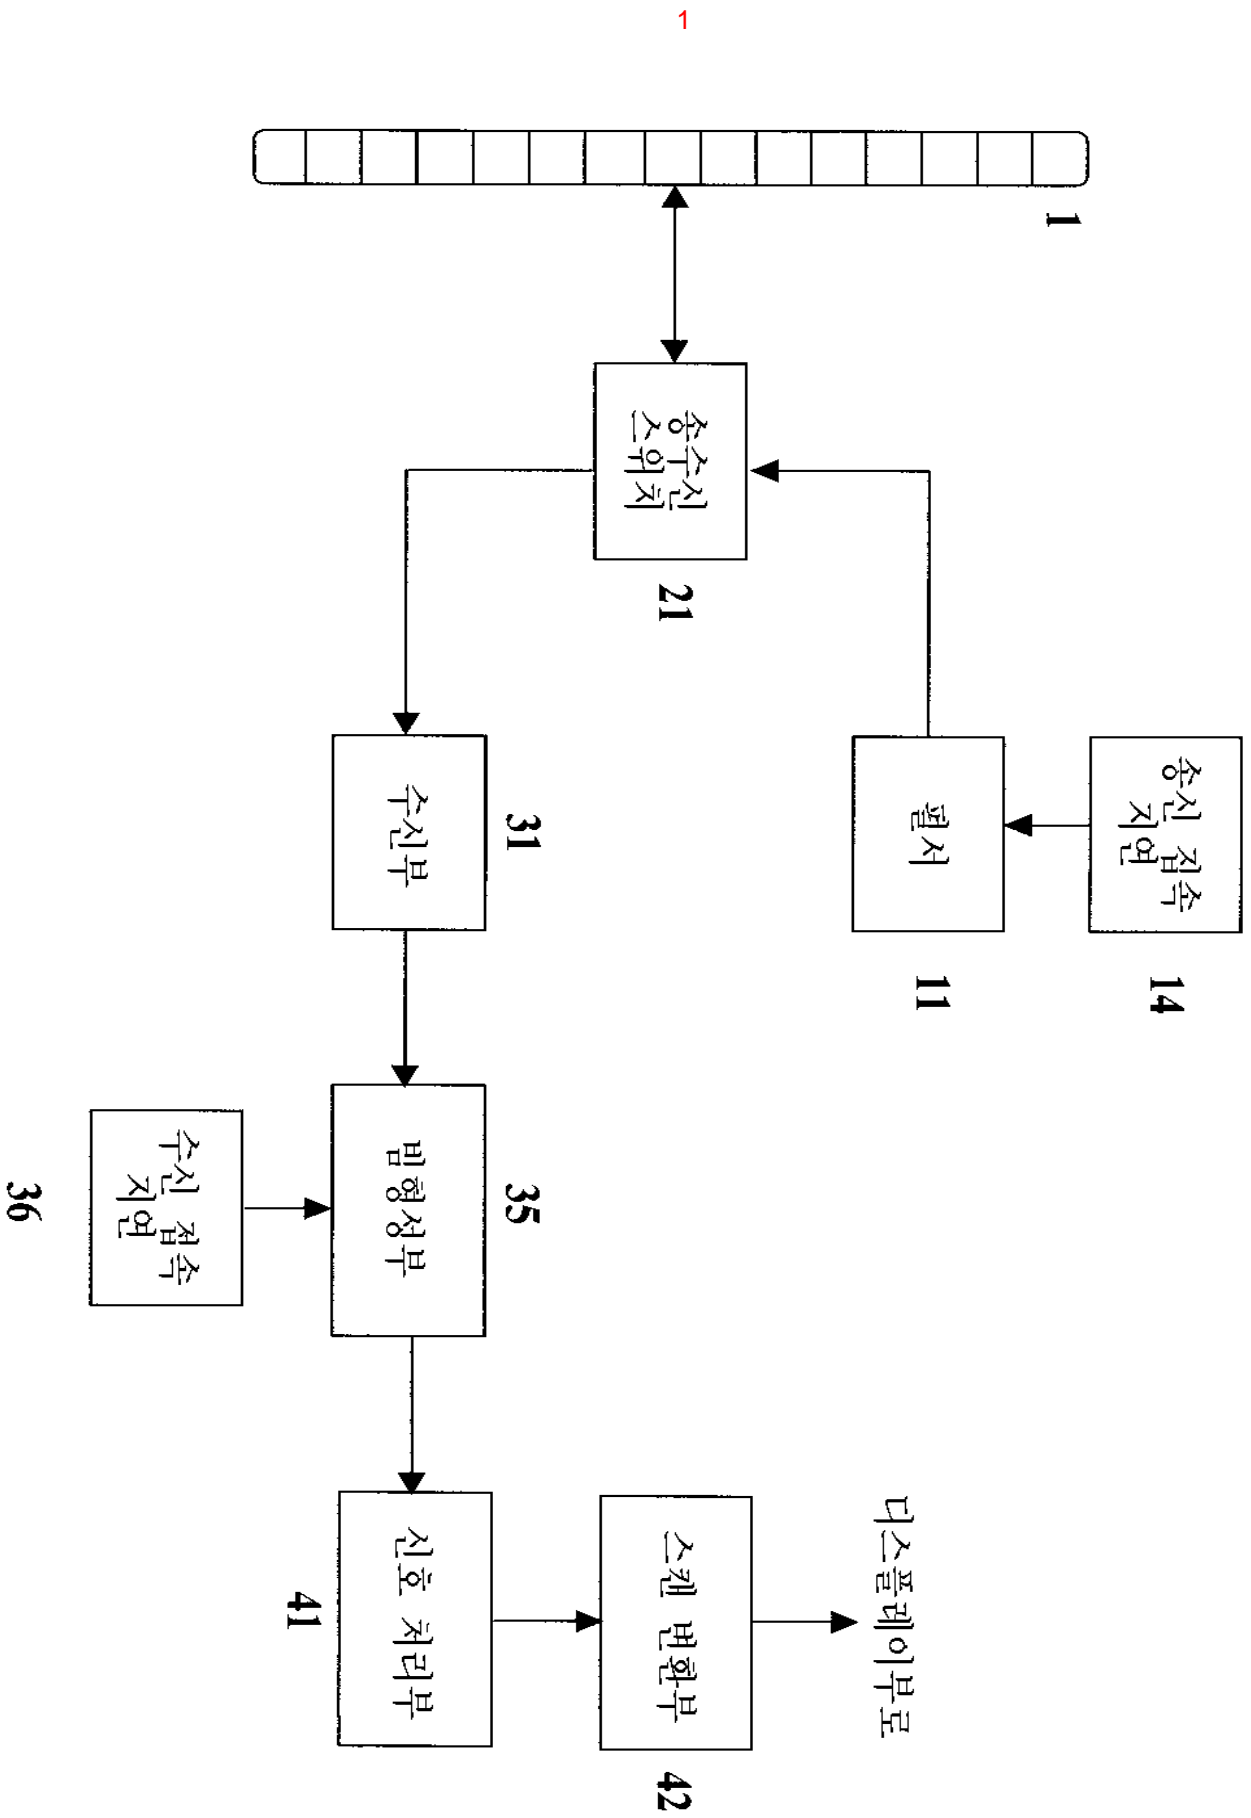 1
1
송수신
스위치
21
송신 집속
지연
14
펄서
11
31
수신부
35
빔형성부
수신 집속
지연
36
신호 처리부
41
스캔 변환부
42
디스플레이부로